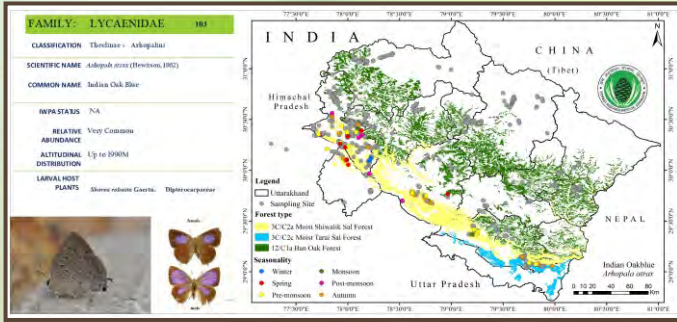 FAMILY: LYCAENIDAE 103
CLASSIFICATION Theclinae : Arhopalini
SCIENTIFIC NAME Arhopala atrax (Hewitson, 1862)
COMMON NAME Indian Oak Blue
IWPA STATUS NA
RELATIVE ABUNDANCE Very Common
ALTITUDINAL DISTRIBUTION Up to 1990M
LARVAL HOST PLANTS Shorea robusta Gaertn. Dipterocarpaceae
INDIA
CHINA
(Tibet)
Himachal
Pradesh
NEPAL
Uttar Pradesh
Legend
Uttarakhand
Sampling Site
Forest type
3C/C2a Moist Shiwalik Sal Forest
3C/C2c Moist Tarai Sal Forest
12/C1a Ban Oak Forest
Seasonality
Winter
Monsoon
Spring
Post-monsoon
Pre-monsoon
Autumn
Indian Oakblue
Arhopala atrax
0 10 20 40 60 80
Km
N
77°30'0"E 78°0'0"E 78°30'0"E 79°0'0"E 79°30'0"E 80°0'0"E 80°30'0"E 81°0'0"E